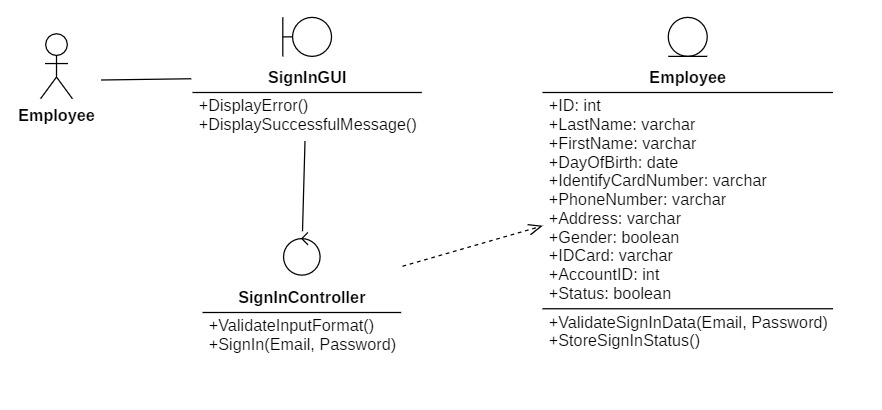 Employee
SignInGUI
+DisplayError()
+DisplaySuccessfulMessage()
SignInController
+ValidateInputFormat()
+SignIn(Email, Password)
Employee
+ID: int
+LastName: varchar
+FirstName: varchar
+DayOfBirth: date
+IdentifyCardNumber: varchar
+PhoneNumber: varchar
+Address: varchar
+Gender: boolean
+IDCard: varchar
+AccountID: int
+Status: boolean
+ValidateSignInData(Email, Password)
+StoreSignInStatus()